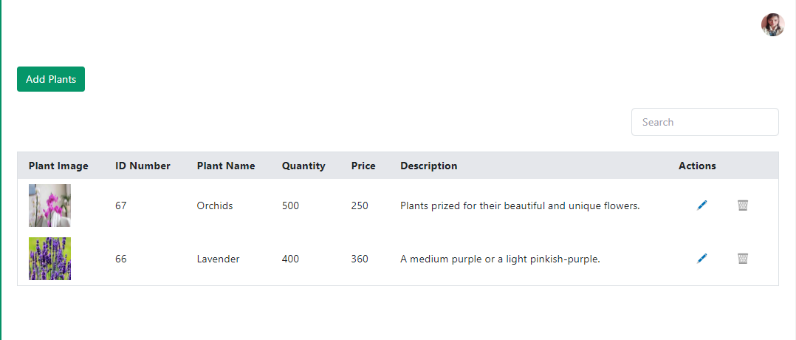 Add Plants
Search
Plant Image ID Number Plant Name Quantity Price Description Actions
67 Orchids 500 250 Plants prized for their beautiful and unique flowers.
66 Lavender 400 360 A medium purple or a light pinkish-purple.